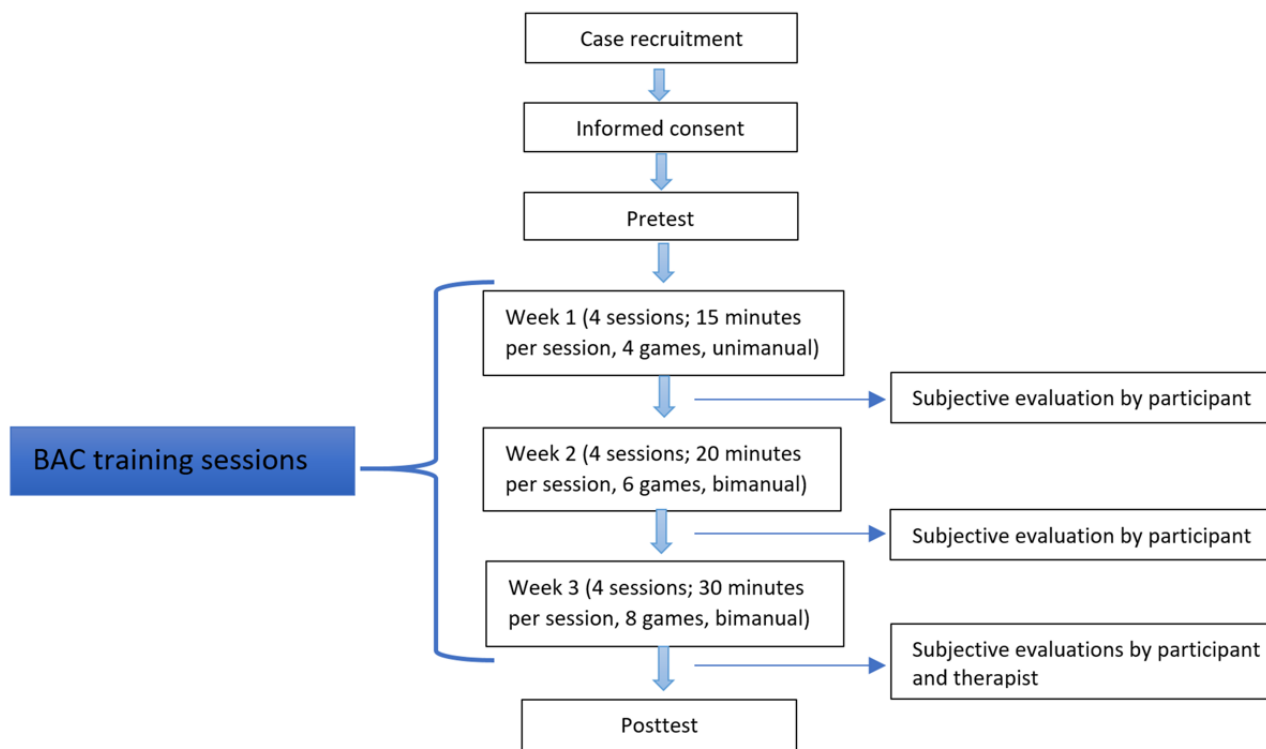 Case recruitment
Informed consent
Pretest
Week 1 (4 sessions; 15 minutes
per session, 4 games, unimanual)
Subjective evaluation by participant
BAC training sessions
Week 2 (4 sessions; 20 minutes
per session, 6 games, bimanual)
Subjective evaluation by participant
Week 3 (4 sessions; 30 minutes
per session, 8 games, bimanual)
Subjective evaluations by participant
and therapist
Posttest